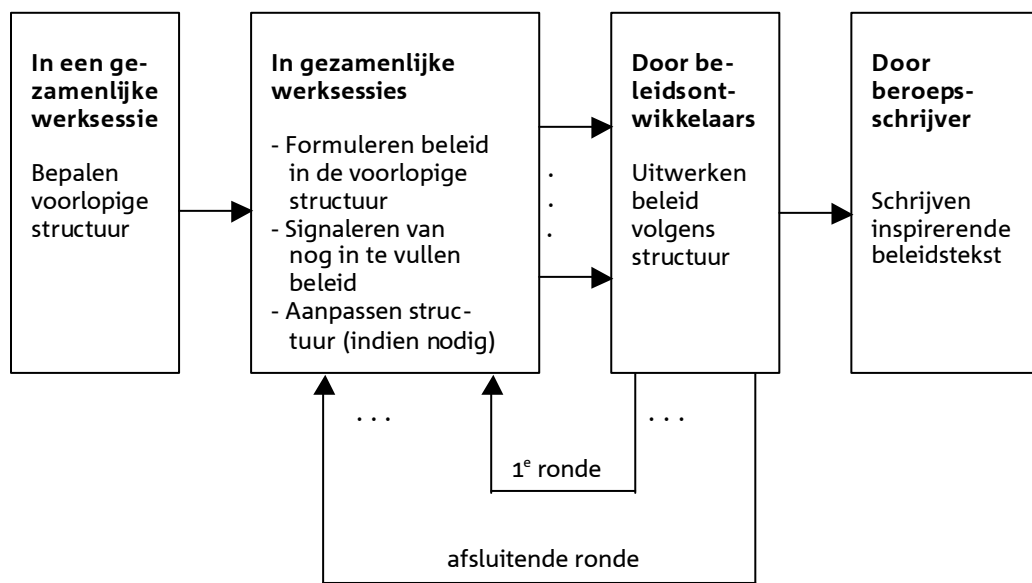 In een ge-
zamenlijke
werksessie
Bepalen
voorlopige
structuur
In gezamenlijke
werksessies
- Formuleren beleid
in de voorlopige
structuur
- Signaleren van
nog in te vullen
beleid
- Aanpassen struc-
tuur (indien nodig)
.
.
.
Door be-
leidsont-
wikkelaars
Uitwerken
beleid
volgens
structuur
Door
beroeps-
schrijver
Schrijven
inspirerende
beleidstekst
. . .
. . .
1e ronde
afsluitende ronde